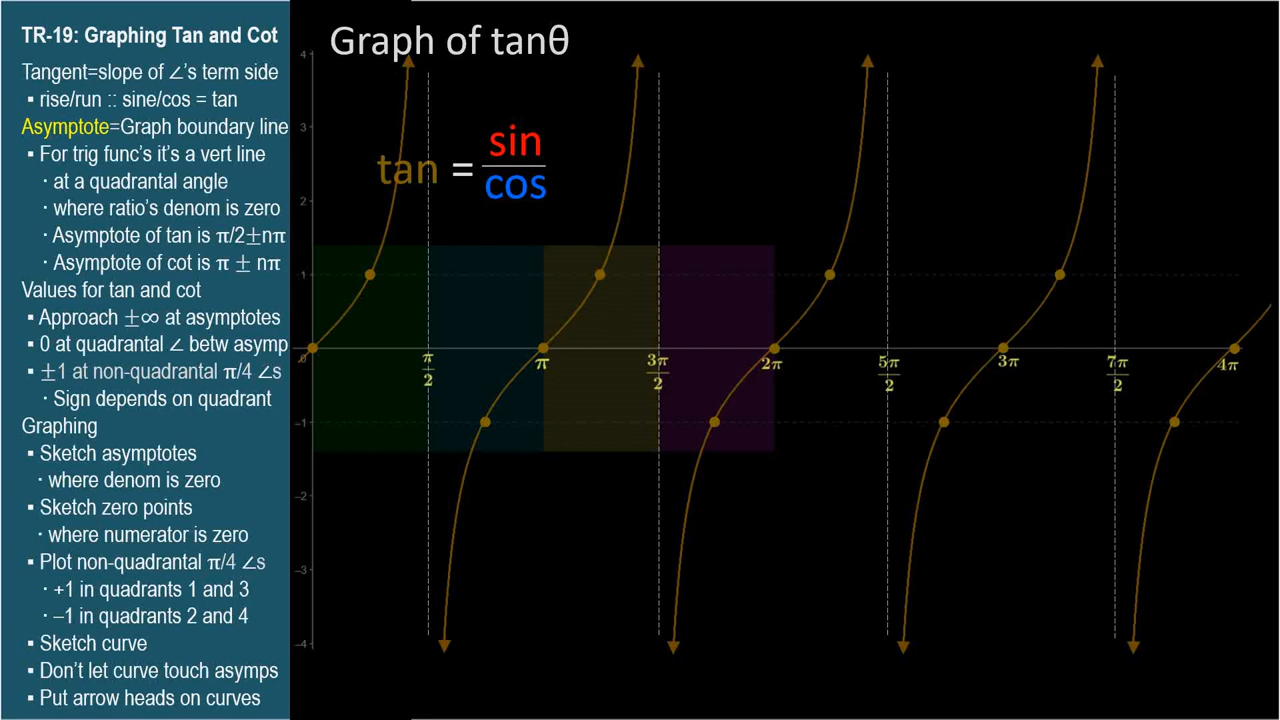 TR-19: Graphing Tan and Cot
Tangent=slope of ∠'s term side
▪ rise/run :: sine/cos = tan
Asymptote=Graph boundary line
▪ For trig func's it's a vert line
· at a quadrantal angle
· where ratio's denom is zero
· Asymptote of tan is π/2±nπ
· Asymptote of cot is π ± nπ
Values for tan and cot
▪ Approach ±∞ at asymptotes
▪ 0 at quadrantal ∠ betw asymp
▪ ±1 at non-quadrantal π/4 ∠s
· Sign depends on quadrant
Graphing
▪ Sketch asymptotes
· where denom is zero
▪ Sketch zero points
· where numerator is zero
▪ Plot non-quadrantal π/4 ∠s
· +1 in quadrants 1 and 3
· –1 in quadrants 2 and 4
▪ Sketch curve
▪ Don't let curve touch asymps
▪ Put arrow heads on curves
Graph of tanθ
tan = sin/cos
4
3
2
1
0
–1
–2
–3
–4
π/2 π 3π/2 2π 5π/2 3π 7π/2 4π